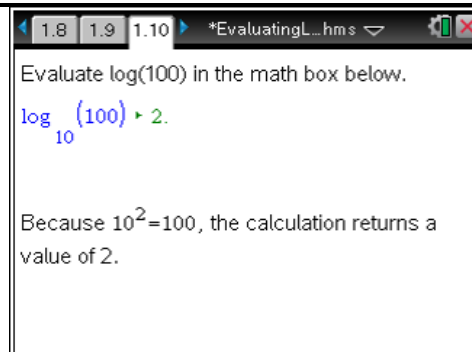 1.8 1.9 1.10 *EvaluatingL…hms
Evaluate log(100) in the math box below.
log₁₀(100) ▸ 2.
Because 10²=100, the calculation returns a
value of 2.